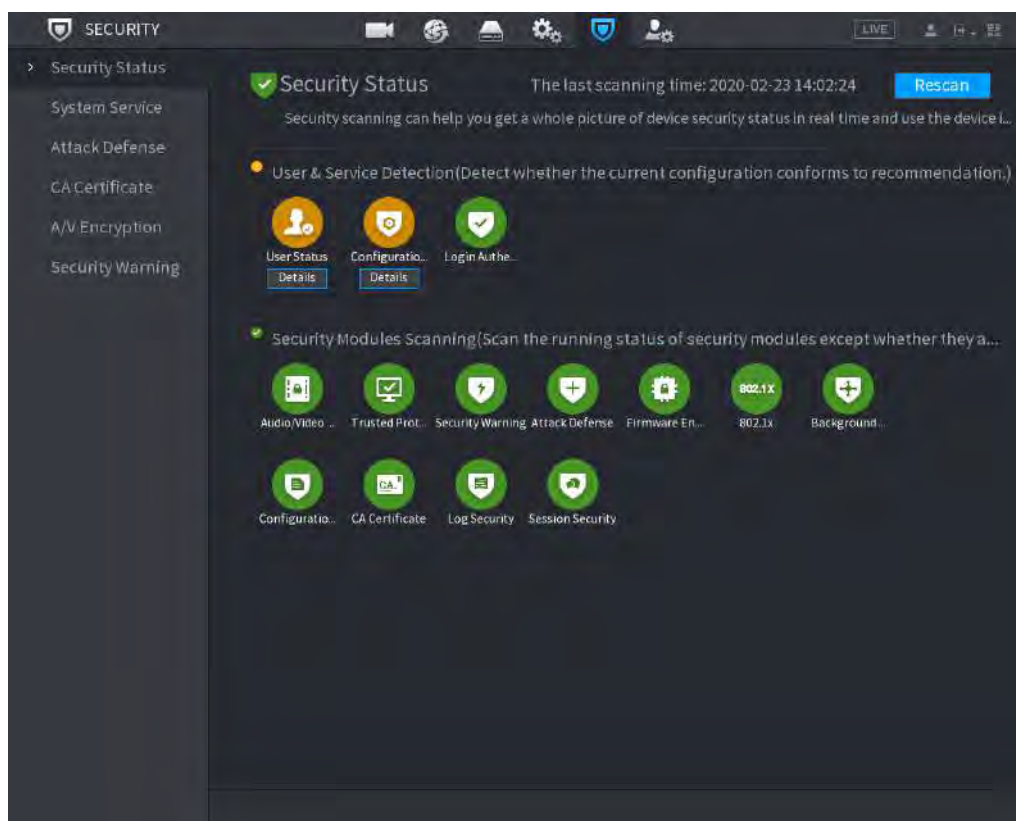 SECURITY
LIVE
Security Status
System Service
Attack Defense
CA Certificate
A/V Encryption
Security Warning
Security Status The last scanning time: 2020-02-23 14:02:24 Rescan
Security scanning can help you get a whole picture of device security status in real time and use the device i...
User & Service Detection(Detect whether the current configuration conforms to recommendation.)
User Status Configuratio... Login Authe...
Details Details
Security Modules Scanning(Scan the running status of security modules except whether they a...
802.1X
Audio/Video ... Trusted Prot... Security Warning Attack Defense Firmware En... 802.1x Background...
CA.
Configuratio... CA Certificate Log Security Session Security